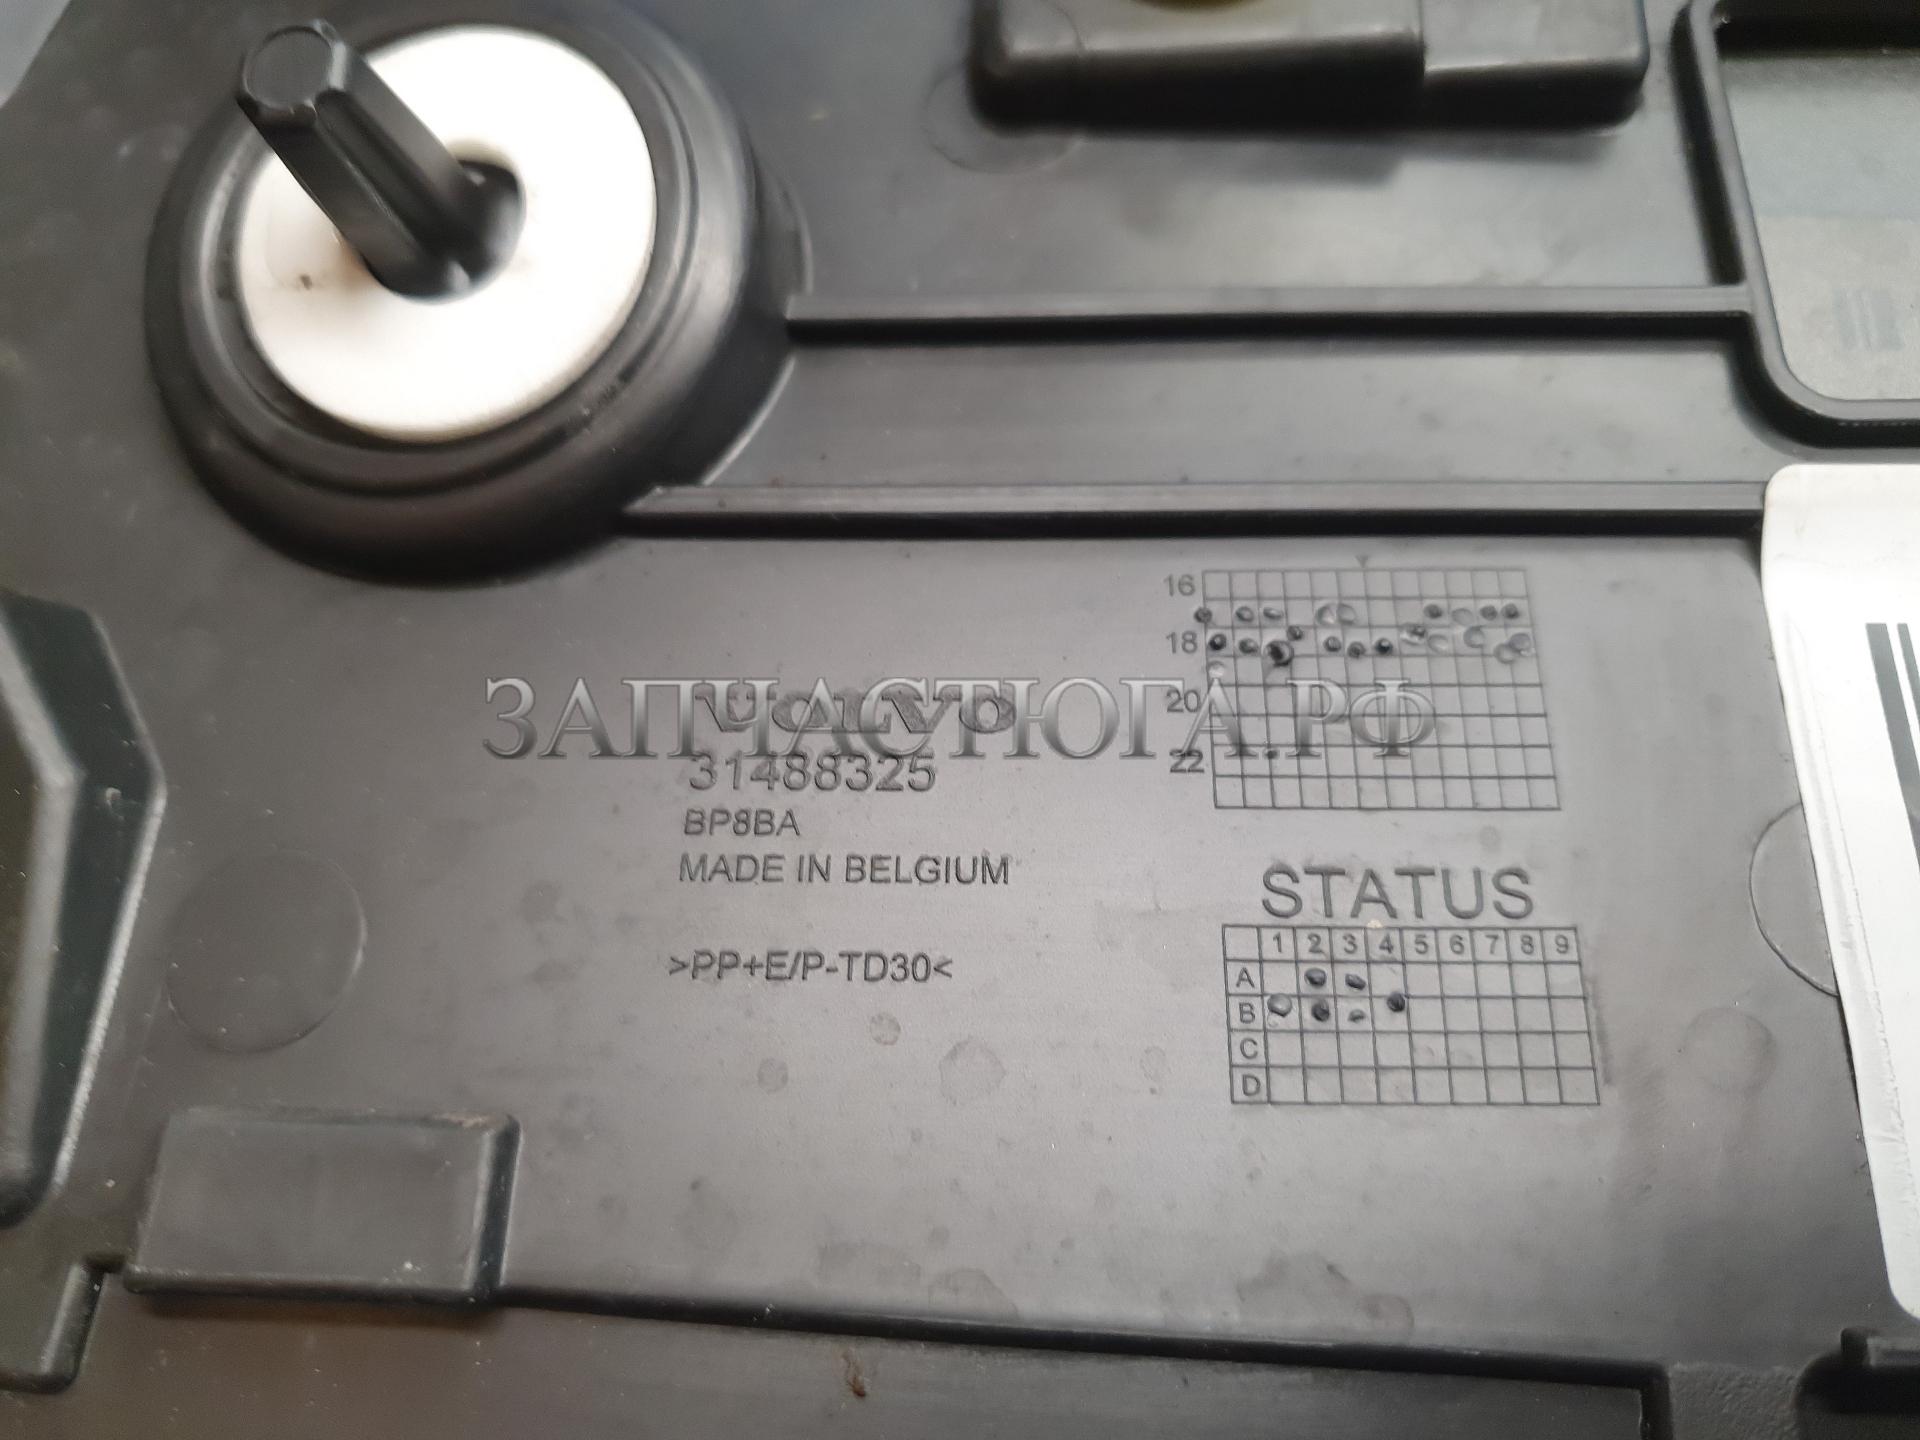 VOLVO
ЗАПЧАСТЮГА.РФ
31488325
BP8BA
MADE IN BELGIUM
>PP+E/P-TD30<
16
18
20
22
STATUS
1 2 3 4 5 6 7 8 9
A
B
C
D